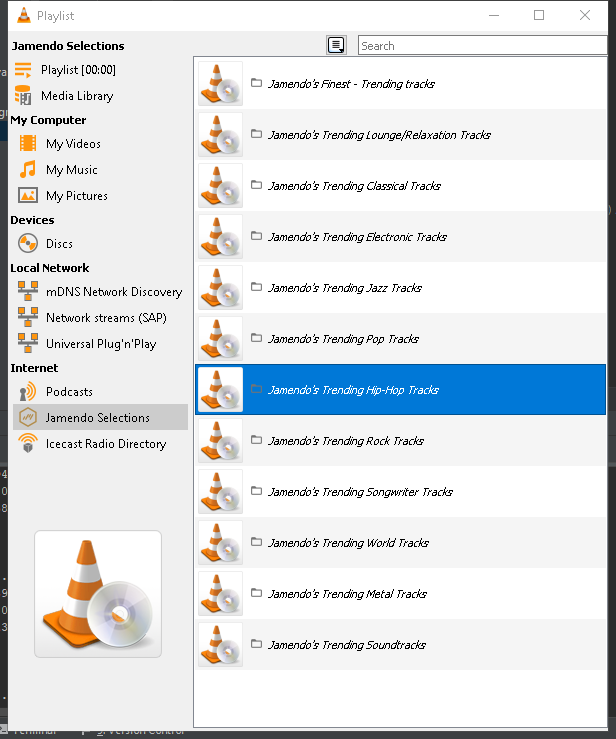 Playlist
Jamendo Selections
Search
Playlist [00:00]
Media Library
My Computer
My Videos
My Music
My Pictures
Devices
Discs
Local Network
mDNS Network Discovery
Network streams (SAP)
Universal Plug'n'Play
Internet
Podcasts
Jamendo Selections
Icecast Radio Directory
Jamendo's Finest - Trending tracks
Jamendo's Trending Lounge/Relaxation Tracks
Jamendo's Trending Classical Tracks
Jamendo's Trending Electronic Tracks
Jamendo's Trending Jazz Tracks
Jamendo's Trending Pop Tracks
Jamendo's Trending Hip-Hop Tracks
Jamendo's Trending Rock Tracks
Jamendo's Trending Songwriter Tracks
Jamendo's Trending World Tracks
Jamendo's Trending Metal Tracks
Jamendo's Trending Soundtracks
Terminal
9: Version Control